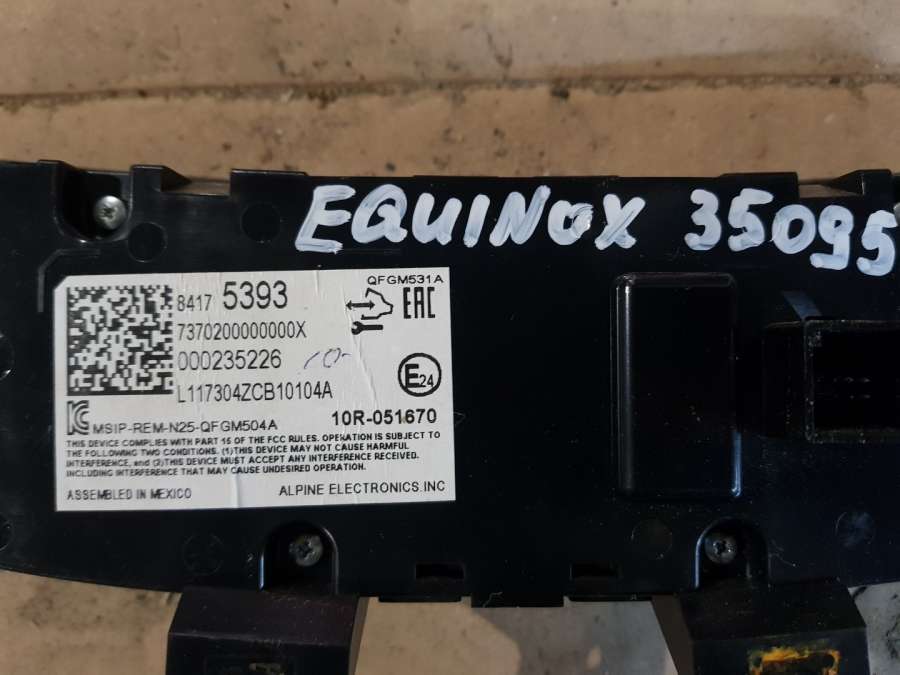 EQUINOX 35095
QFGM531A
8417 5393
EAC
7370200000000X
000235226 10-
L117304ZCB10104A
E24
MSIP-REM-N25-QFGM504A
10R-051670
THIS DEVICE COMPLIES WITH PART 15 OF THE FCC RULES. OPERATION IS SUBJECT TO
THE FOLLOWING TWO CONDITIONS. (1)THIS DEVICE MAY NOT CAUSE HARMFUL
INTERFERENCE, and (2)THIS DEVICE MUST ACCEPT ANY INTERFERENCE RECEIVED.
INCLUDING INTERFERENCE THAT MAY CAUSE UNDESIRED OPERATION.
ASSEMBLED IN MEXICO
ALPINE ELECTRONICS.INC